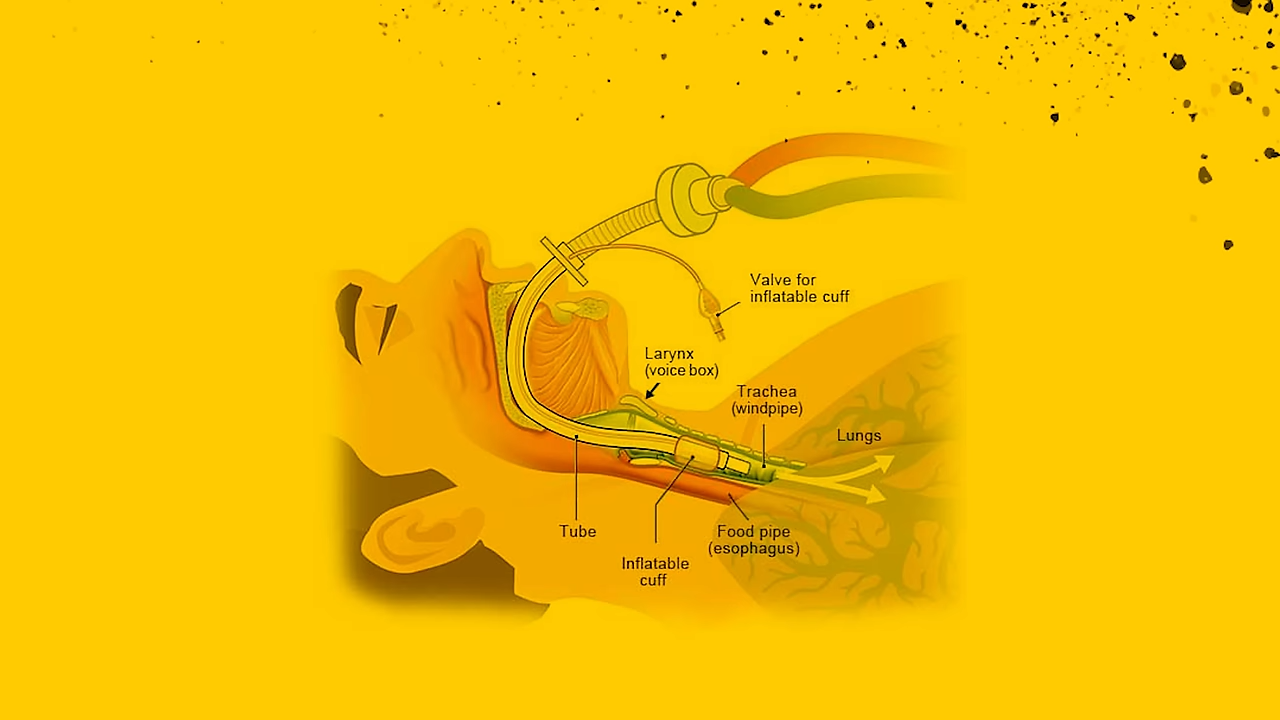 Valve for
inflatable cuff
Larynx
(voice box)
Trachea
(windpipe)
Lungs
Tube
Food pipe
(esophagus)
Inflatable
cuff